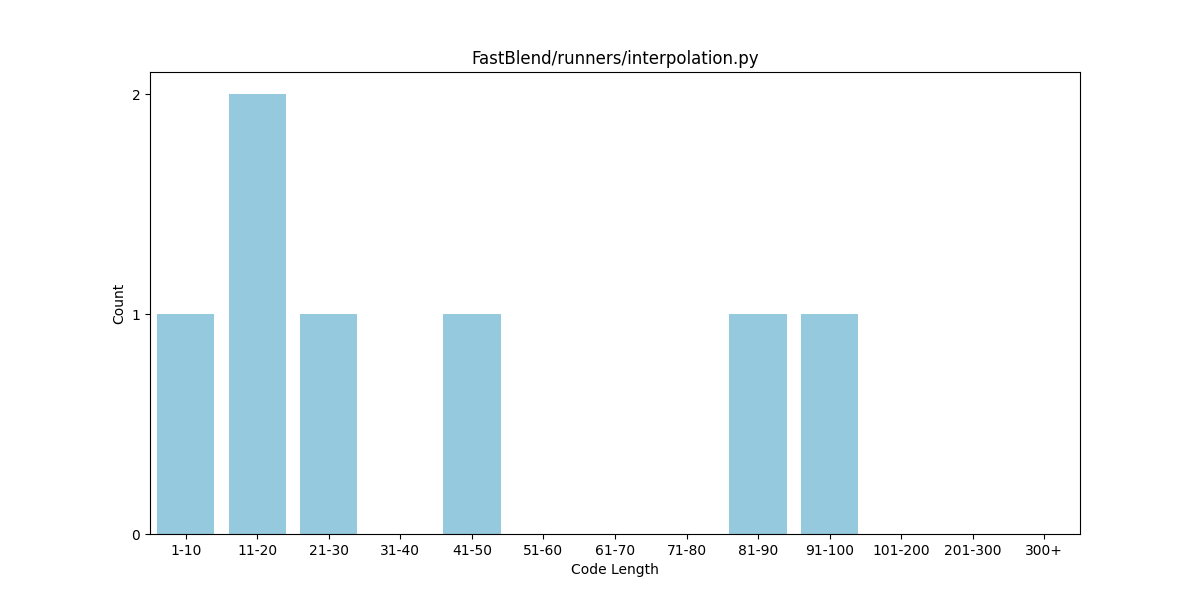 FastBlend/runners/interpolation.py
2
1
0
Count
1-10 11-20 21-30 31-40 41-50 51-60 61-70 71-80 81-90 91-100 101-200 201-300 300+
Code Length